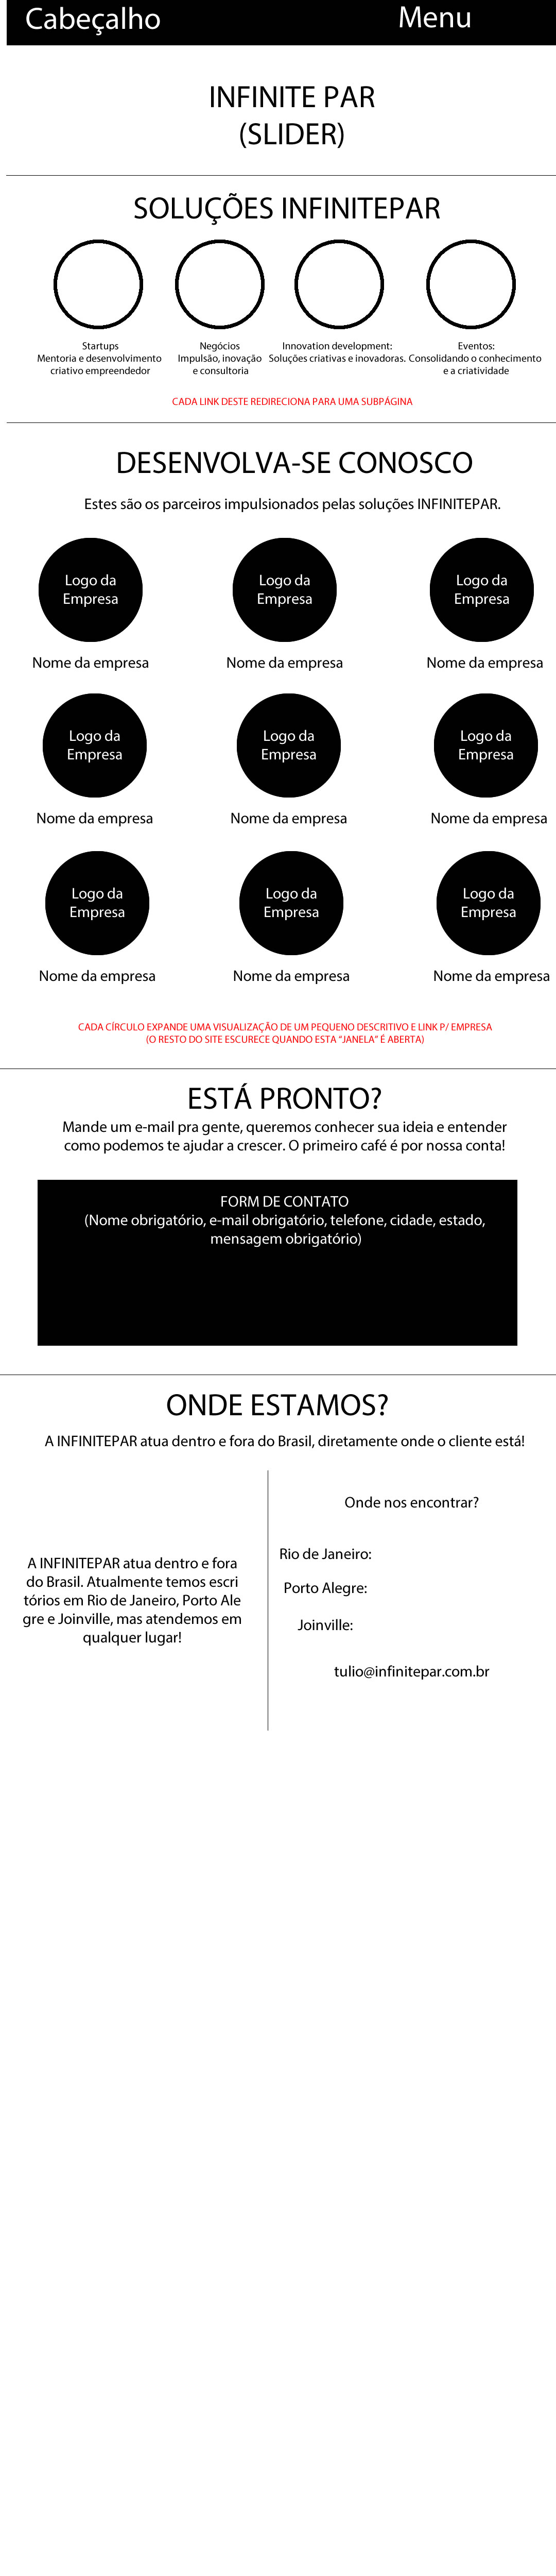 Cabeçalho Menu
INFINITE PAR
(SLIDER)
SOLUÇÕES INFINITEPAR
Startups
Mentoria e desenvolvimento
criativo empreendedor
Negócios
Impulsão, inovação
e consultoria
Innovation development:
Soluções criativas e inovadoras.
Eventos:
Consolidando o conhecimento
e a criatividade
CADA LINK DESTE REDIRECIONA PARA UMA SUBPÁGINA
DESENVOLVA-SE CONOSCO
Estes são os parceiros impulsionados pelas soluções INFINITEPAR.
Logo da
Empresa
Logo da
Empresa
Logo da
Empresa
Nome da empresa
Nome da empresa
Nome da empresa
Logo da
Empresa
Logo da
Empresa
Logo da
Empresa
Nome da empresa
Nome da empresa
Nome da empresa
Logo da
Empresa
Logo da
Empresa
Logo da
Empresa
Nome da empresa
Nome da empresa
Nome da empresa
CADA CÍRCULO EXPANDE UMA VISUALIZAÇÃO DE UM PEQUENO DESCRITIVO E LINK P/ EMPRESA
(O RESTO DO SITE ESCURECE QUANDO ESTA “JANELA” É ABERTA)
ESTÁ PRONTO?
Mande um e-mail pra gente, queremos conhecer sua ideia e entender
como podemos te ajudar a crescer. O primeiro café é por nossa conta!
FORM DE CONTATO
(Nome obrigatório, e-mail obrigatório, telefone, cidade, estado,
mensagem obrigatório)
ONDE ESTAMOS?
A INFINITEPAR atua dentro e fora do Brasil, diretamente onde o cliente está!
A INFINITEPAR atua dentro e fora
do Brasil. Atualmente temos escri
tórios em Rio de Janeiro, Porto Ale
gre e Joinville, mas atendemos em
qualquer lugar!
Onde nos encontrar?
Rio de Janeiro:
Porto Alegre:
Joinville:
tulio@infinitepar.com.br